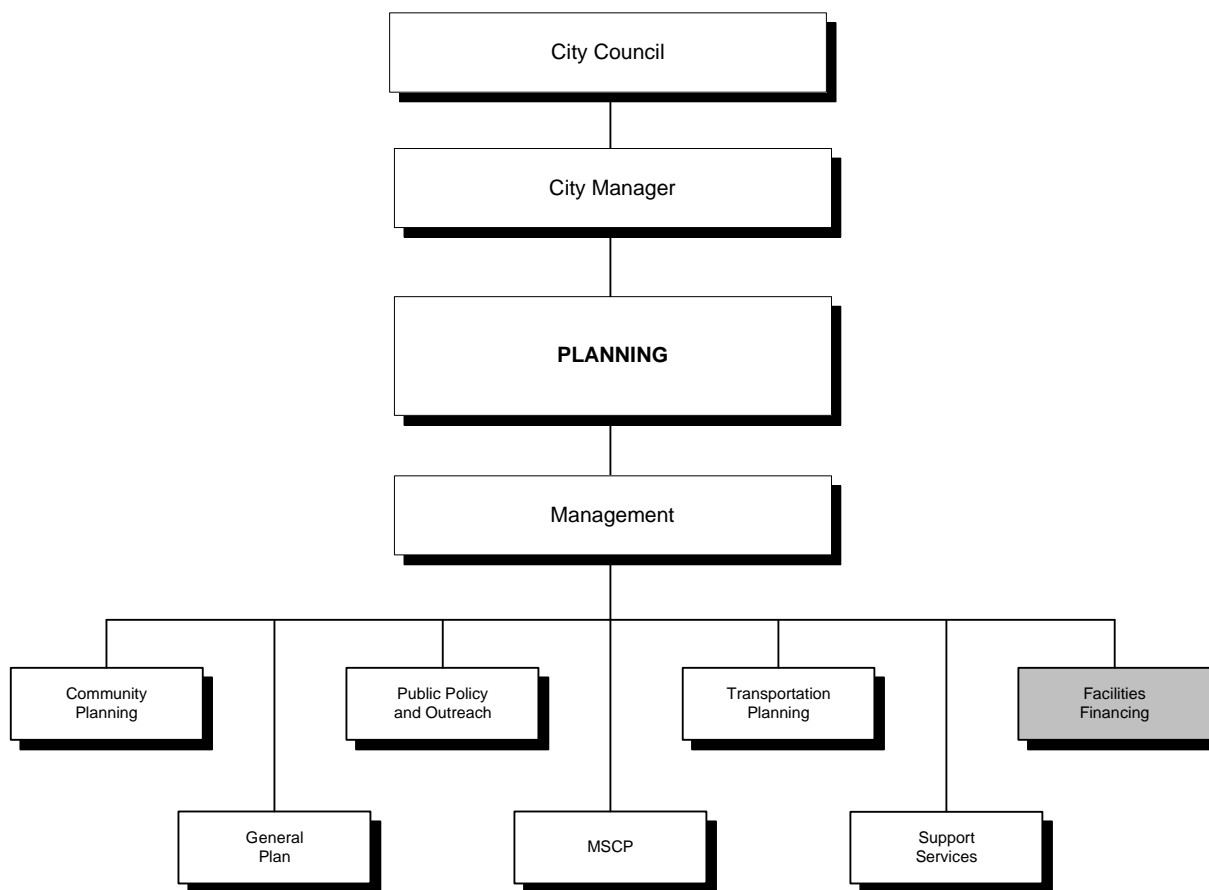 City Council
City Manager
PLANNING
Management
Community
Planning
Public Policy
and Outreach
Transportation
Planning
Facilities
Financing
General
Plan
MSCP
Support
Services